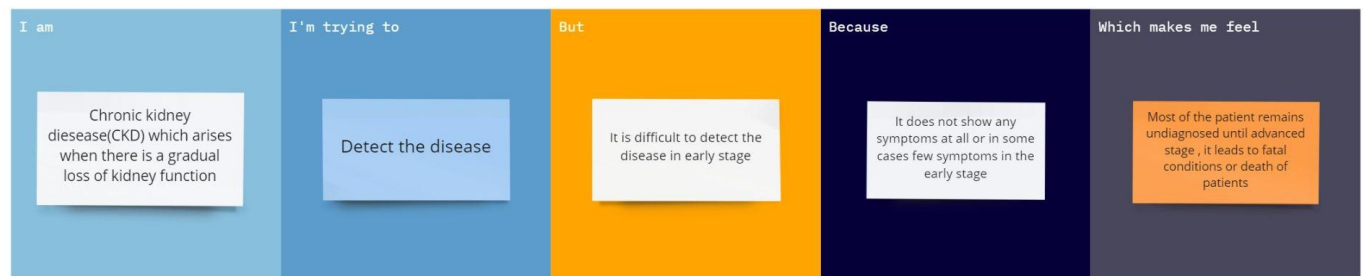 I am
Chronic kidney
diesease(CKD) which arises
when there is a gradual
loss of kidney function
I'm trying to
Detect the disease
But
It is difficult to detect the
disease in early stage
Because
It does not show any
symptoms at all or in some
cases few symptoms in the
early stage
Which makes me feel
Most of the patient remains
undiagnosed until advanced
stage , it leads to fatal
conditions or death of
patients